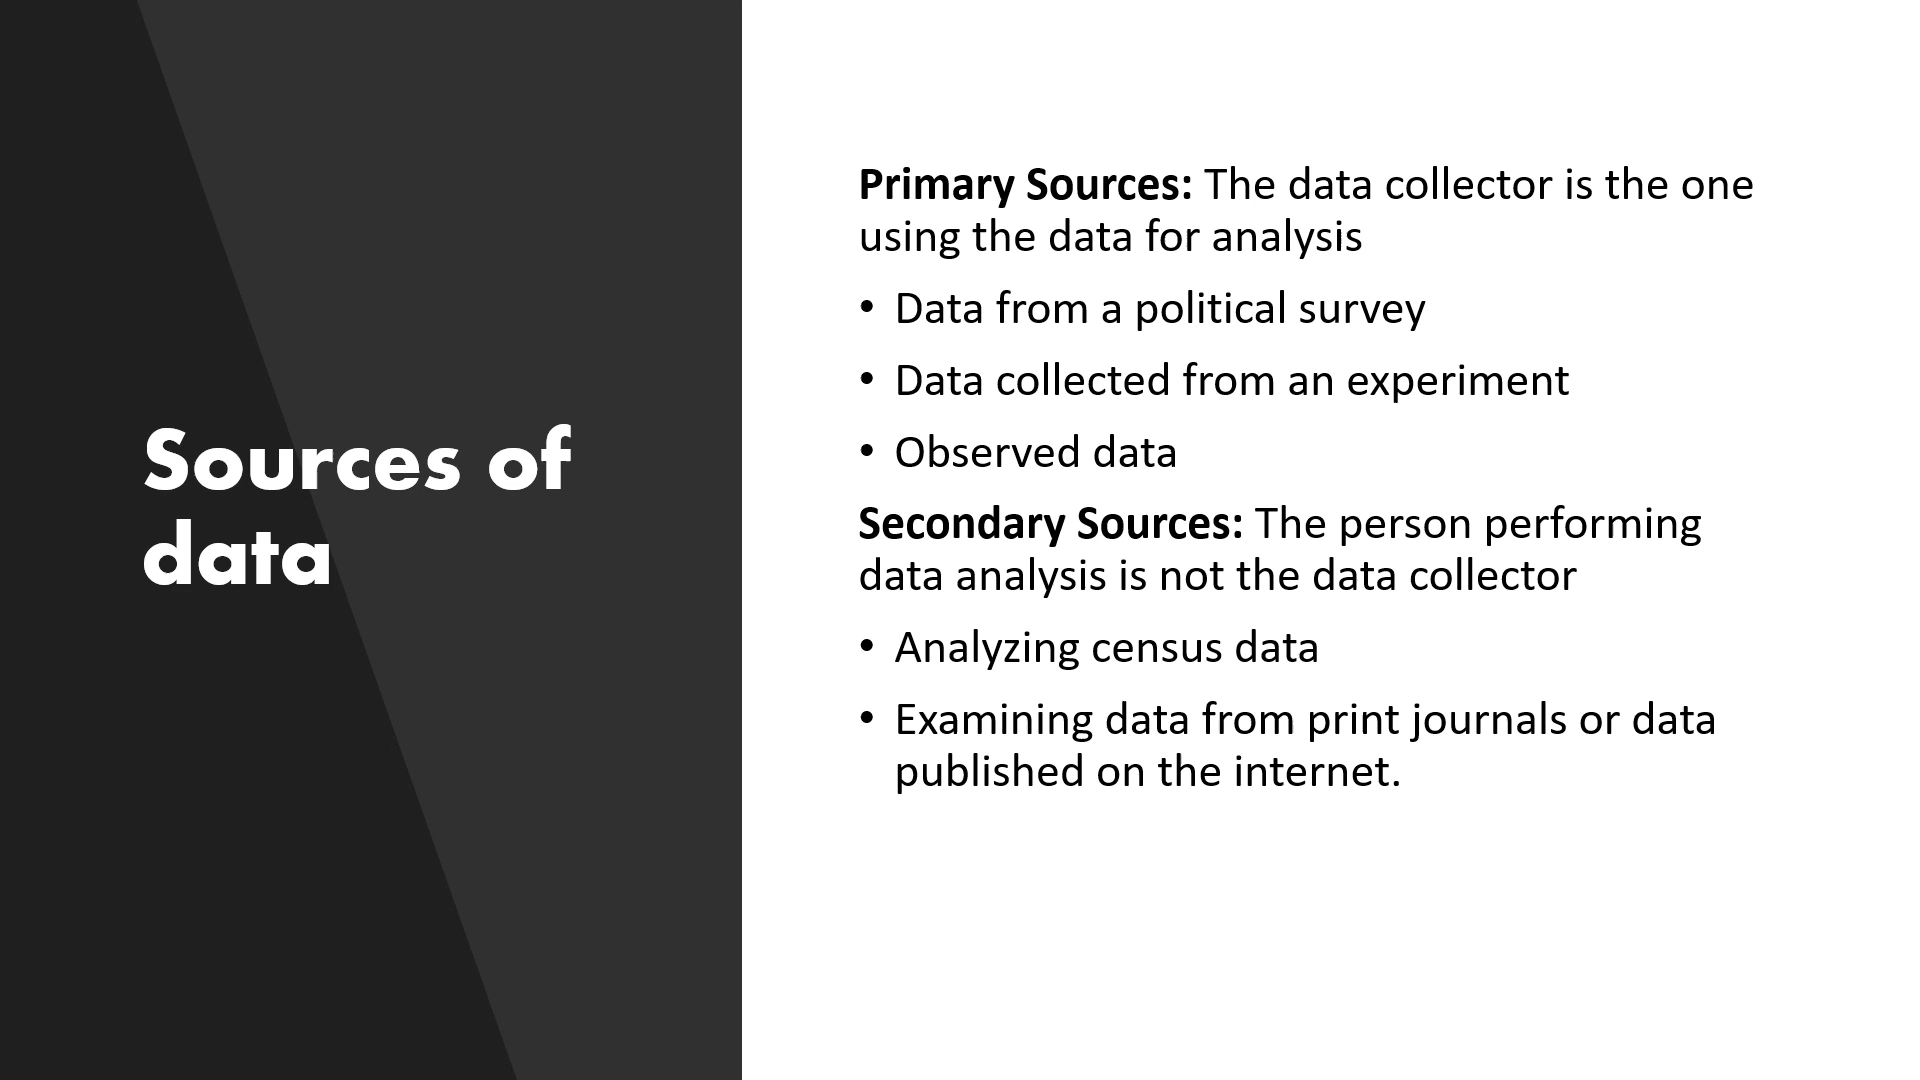 Sources of
data
Primary Sources: The data collector is the one
using the data for analysis
• Data from a political survey
• Data collected from an experiment
• Observed data
Secondary Sources: The person performing
data analysis is not the data collector
• Analyzing census data
• Examining data from print journals or data
published on the internet.